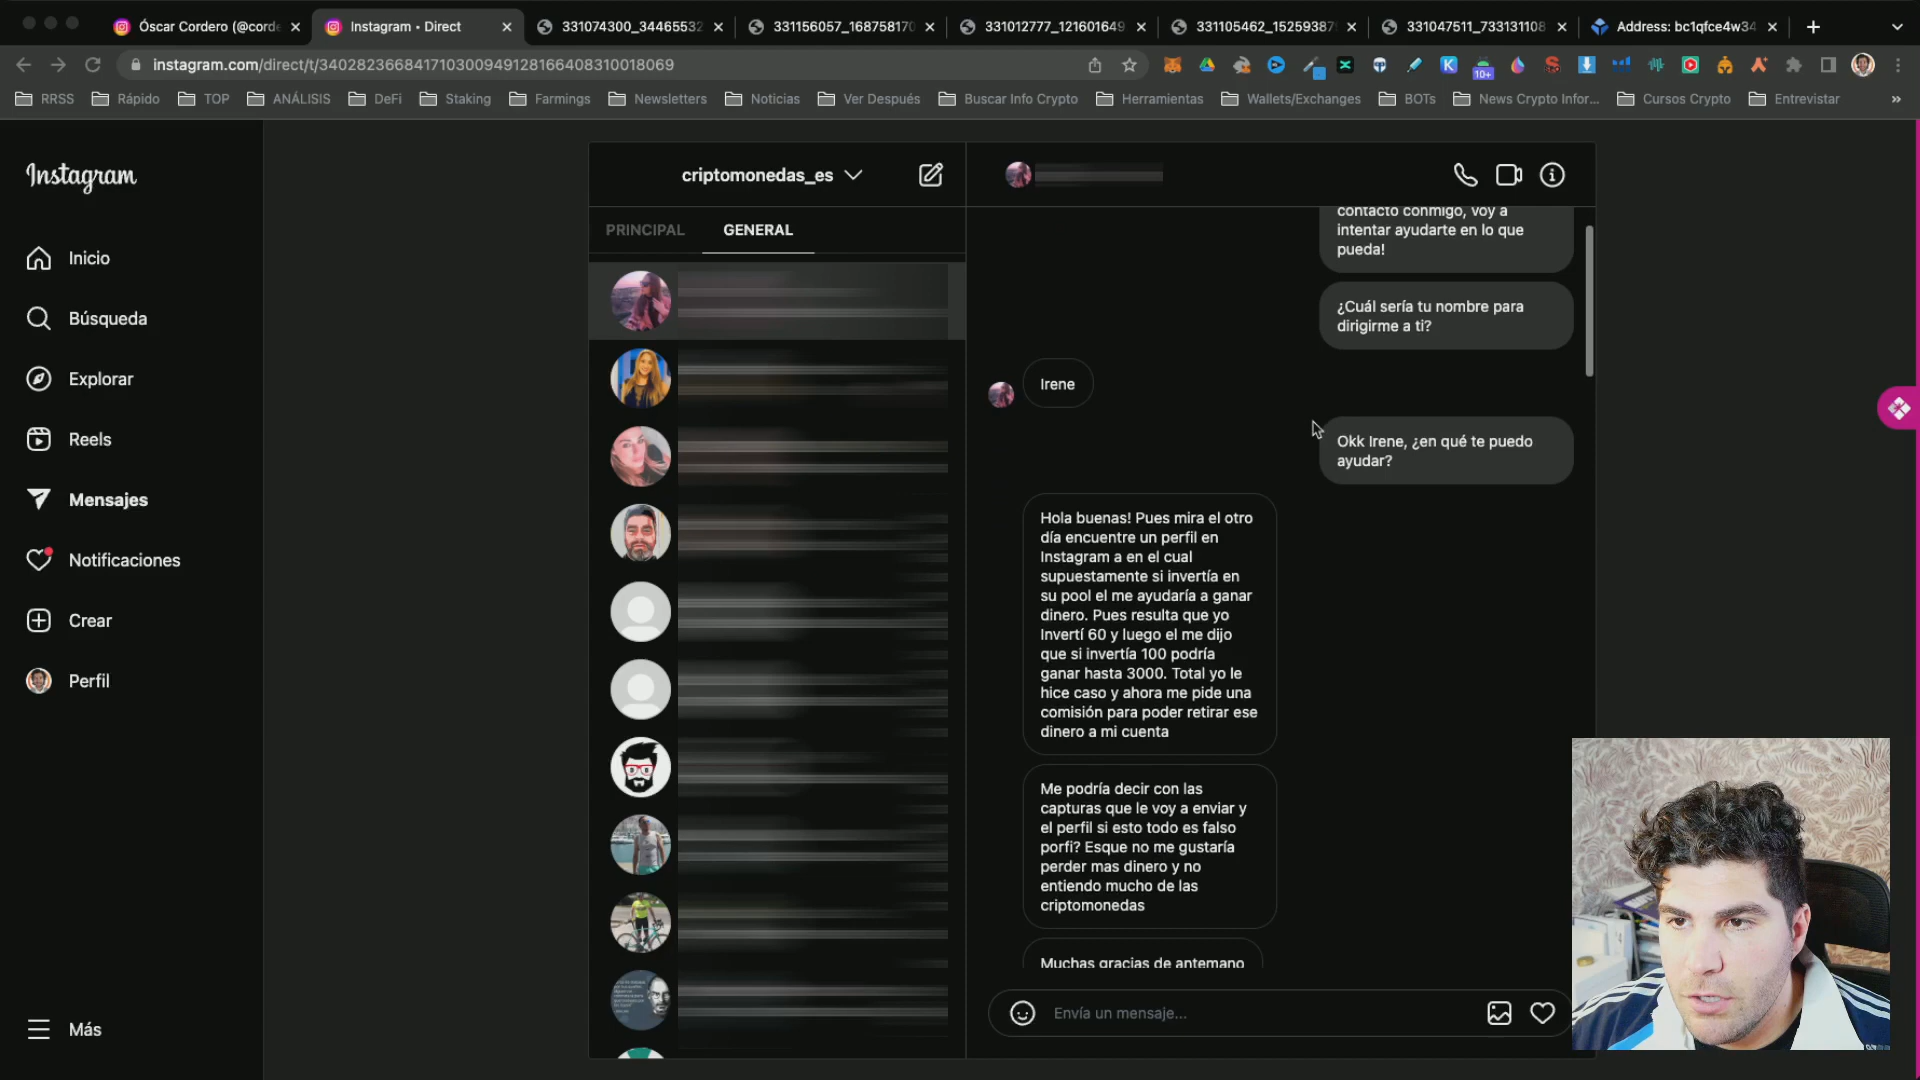 Óscar Cordero (@corde
Instagram • Direct
331074300_34465532
331156057_168758170
331012777_121601649
331105462_15259387
331047511_733131108
Address: bc1qfce4w34
instagram.com/direct/t/340282366841710300949128166408310018069
10+
RRSS
Rápido
TOP
ANÁLISIS
DeFi
Staking
Farmings
Newsletters
Noticias
Ver Después
Buscar Info Crypto
Herramientas
Wallets/Exchanges
BOTs
News Crypto Infor...
Cursos Crypto
Entrevistar
Instagram
Inicio
Búsqueda
Explorar
Reels
Mensajes
Notificaciones
Crear
Perfil
Más
criptomonedas_es
PRINCIPAL
GENERAL
contacto conmigo, voy a
intentar ayudarte en lo que
pueda!
¿Cuál sería tu nombre para
dirigirme a ti?
Irene
Okk Irene, ¿en qué te puedo
ayudar?
Hola buenas! Pues mira el otro
día encuentre un perfil en
Instagram a en el cual
supuestamente si invertía en
su pool el me ayudaría a ganar
dinero. Pues resulta que yo
Invertí 60 y luego el me dijo
que si invertía 100 podría
ganar hasta 3000. Total yo le
hice caso y ahora me pide una
comisión para poder retirar ese
dinero a mi cuenta
Me podría decir con las
capturas que le voy a enviar y
el perfil si esto todo es falso
porfi? Esque no me gustaría
perder mas dinero y no
entiendo mucho de las
criptomonedas
Muchas gracias de antemano
Envía un mensaje...